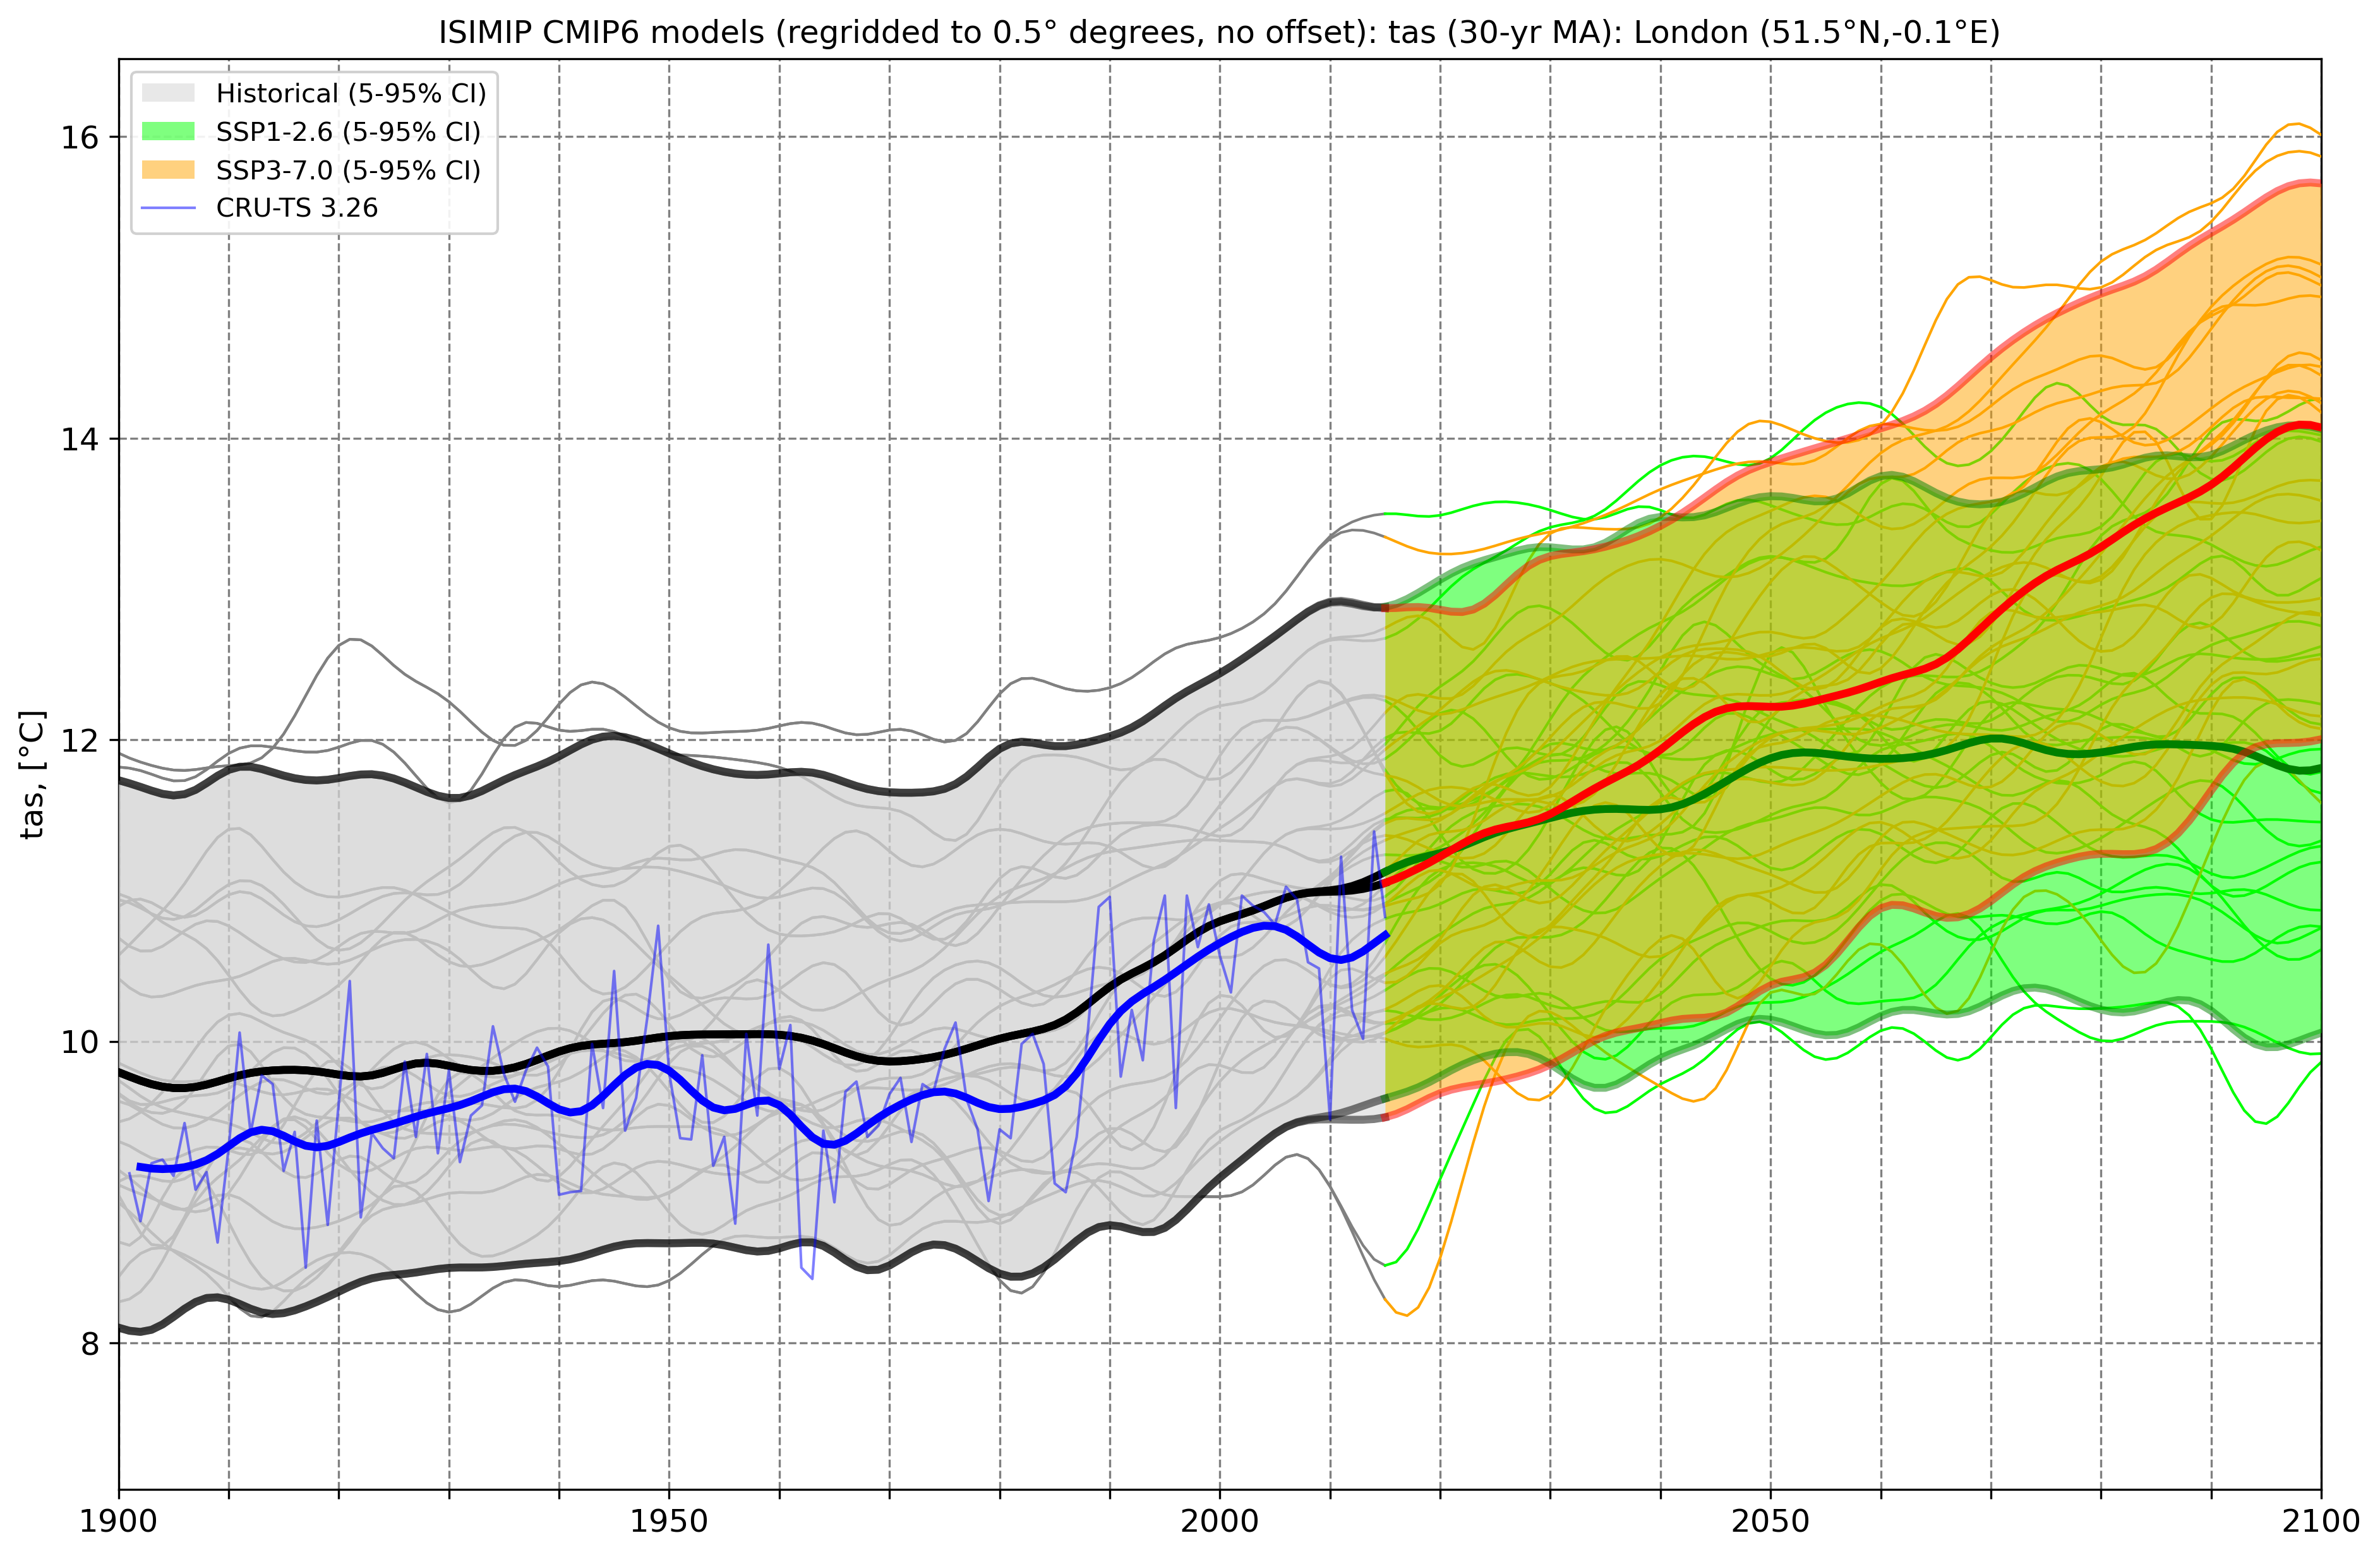 ISIMIP CMIP6 models (regridded to 0.5° degrees, no offset): tas (30-yr MA): London (51.5°N,-0.1°E)
Historical (5-95% CI)
SSP1-2.6 (5-95% CI)
SSP3-7.0 (5-95% CI)
CRU-TS 3.26
tas, [°C]
16
14
12
10
8
1900
1950
2000
2050
2100